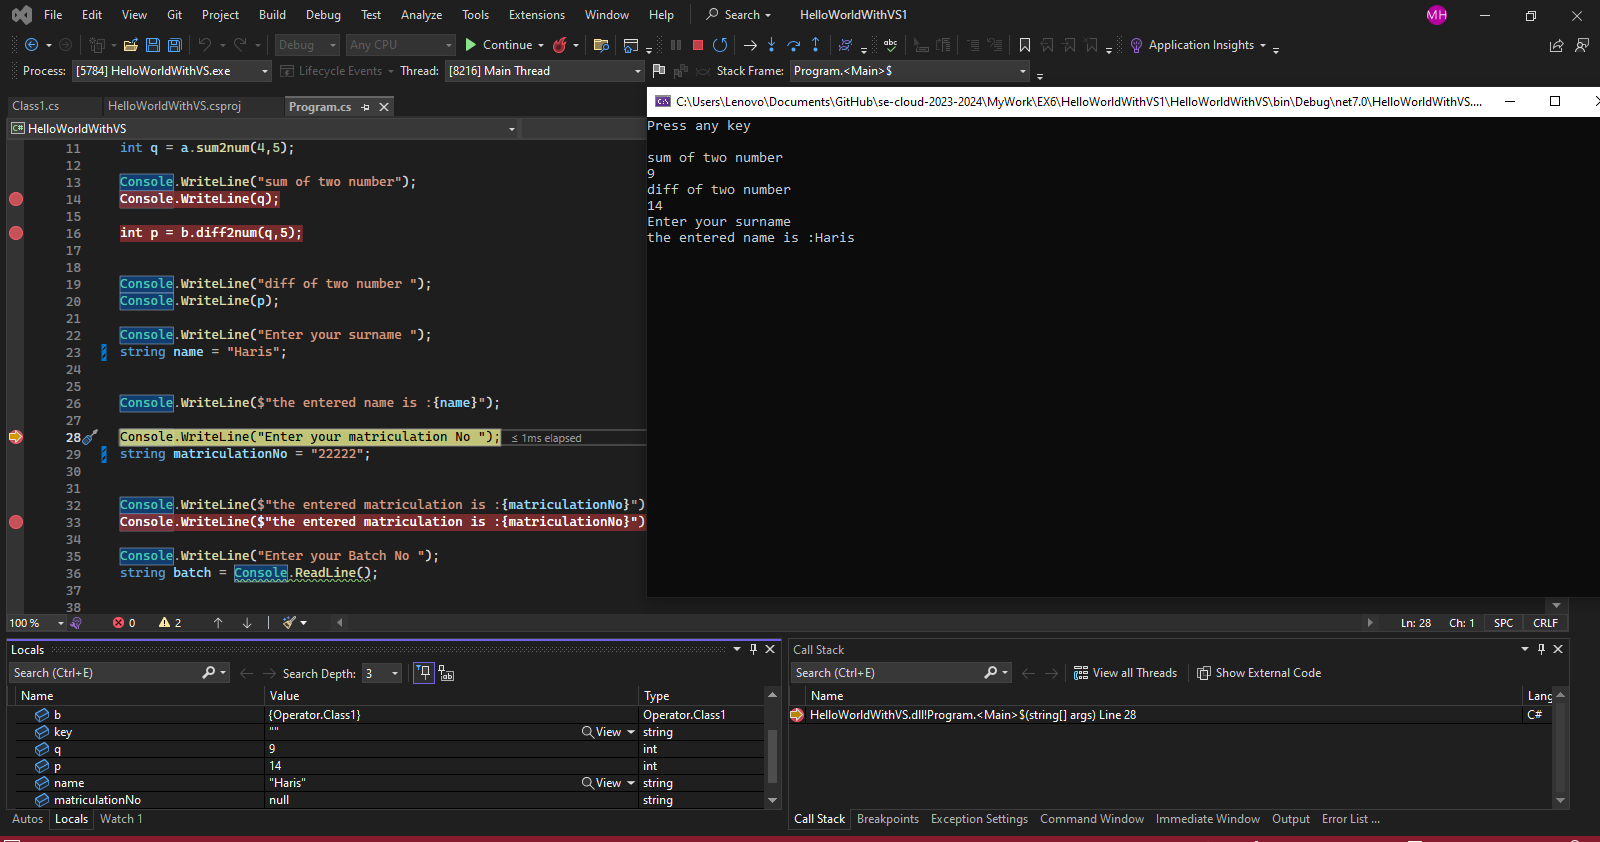 File Edit View Git Project Build Debug Test Analyze Tools Extensions Window Help Search HelloWorldWithVS1 MH
Debug Any CPU Continue Application Insights
Process: [5784] HelloWorldWithVS.exe Lifecycle Events Thread: [8216] Main Thread Stack Frame: Program.<Main>$
Class1.cs HelloWorldWithVS.csproj Program.cs
C# HelloWorldWithVS
11 int q = a.sum2num(4,5);
12
13 Console.WriteLine("sum of two number");
14 Console.WriteLine(q);
15
16 int p = b.diff2num(q,5);
17
18
19 Console.WriteLine("diff of two number ");
20 Console.WriteLine(p);
21
22 Console.WriteLine("Enter your surname ");
23 string name = "Haris";
24
25
26 Console.WriteLine($"the entered name is :{name}");
27
28 Console.WriteLine("Enter your matriculation No "); ≤ 1ms elapsed
29 string matriculationNo = "22222";
30
31
32 Console.WriteLine($"the entered matriculation is :{matriculationNo}")
33 Console.WriteLine($"the entered matriculation is :{matriculationNo}")
34
35 Console.WriteLine("Enter your Batch No ");
36 string batch = Console.ReadLine();
37
38
C:\Users\Lenovo\Documents\GitHub\se-cloud-2023-2024\MyWork\EX6\HelloWorldWithVS1\HelloWorldWithVS\bin\Debug\net7.0\HelloWorldWithVS....
Press any key
sum of two number
9
diff of two number
14
Enter your surname
the entered name is :Haris
100 % 0 2 Ln: 28 Ch: 1 SPC CRLF
Locals
Search (Ctrl+E) Search Depth: 3
Name Value Type
b {Operator.Class1} Operator.Class1
key "" View string
q 9 int
p 14 int
name "Haris" View string
matriculationNo null string
Autos Locals Watch 1
Call Stack
Search (Ctrl+E) View all Threads Show External Code
Name Lang
HelloWorldWithVS.dll!Program.<Main>$(string[] args) Line 28 C#
Call Stack Breakpoints Exception Settings Command Window Immediate Window Output Error List ...